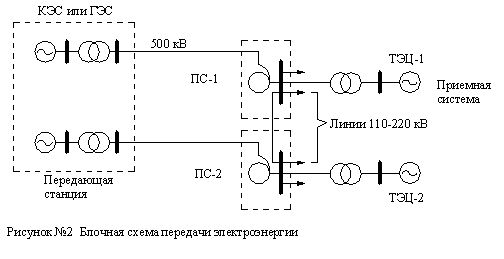 КЭС или ГЭС
500 кВ
ТЭЦ-1
ПС-1
Приемная
система
Линии 110-220 кВ
ПС-2
Передающая
станция
ТЭЦ-2
Рисунок №2 Блочная схема передачи электроэнергии